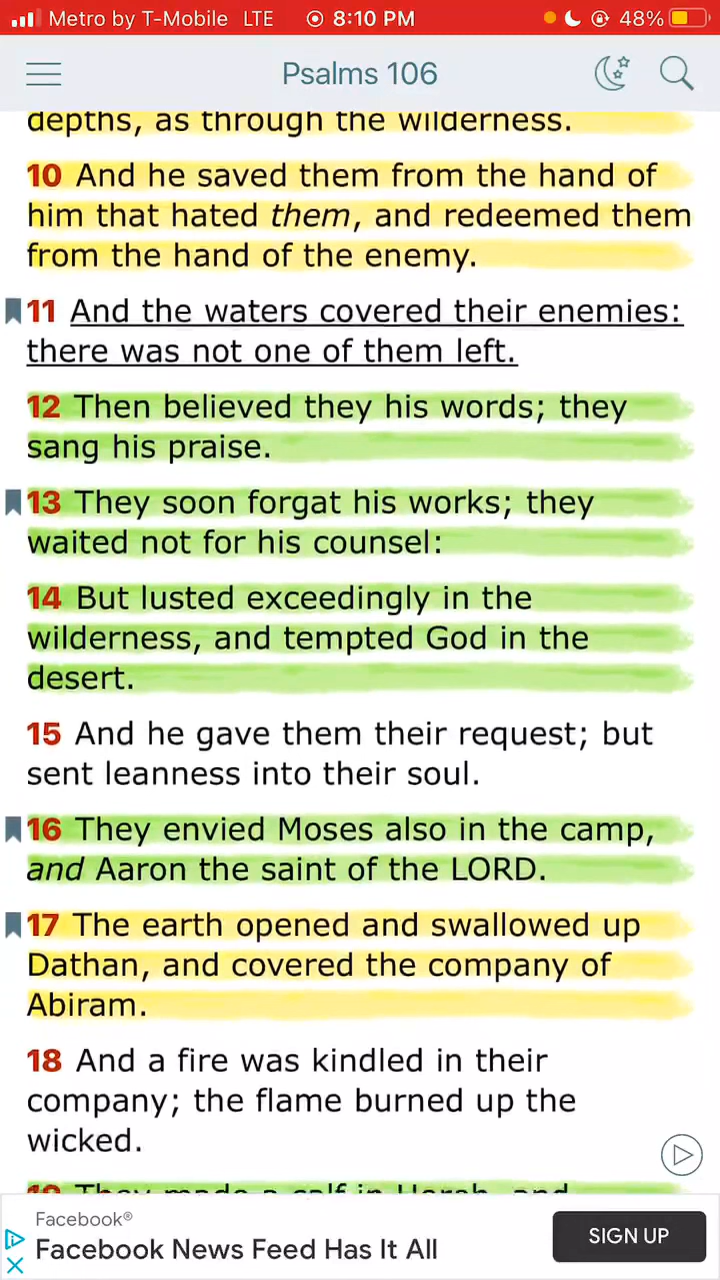 Metro by T-Mobile LTE 8:10 PM 48%
Psalms 106
depths, as through the wilderness.
10 And he saved them from the hand of
him that hated them, and redeemed them
from the hand of the enemy.
11 And the waters covered their enemies:
there was not one of them left.
12 Then believed they his words; they
sang his praise.
13 They soon forgat his works; they
waited not for his counsel:
14 But lusted exceedingly in the
wilderness, and tempted God in the
desert.
15 And he gave them their request; but
sent leanness into their soul.
16 They envied Moses also in the camp,
and Aaron the saint of the LORD.
17 The earth opened and swallowed up
Dathan, and covered the company of
Abiram.
18 And a fire was kindled in their
company; the flame burned up the
wicked.
19 They made a calf in Horeb, and
Facebook®
Facebook News Feed Has It All
SIGN UP